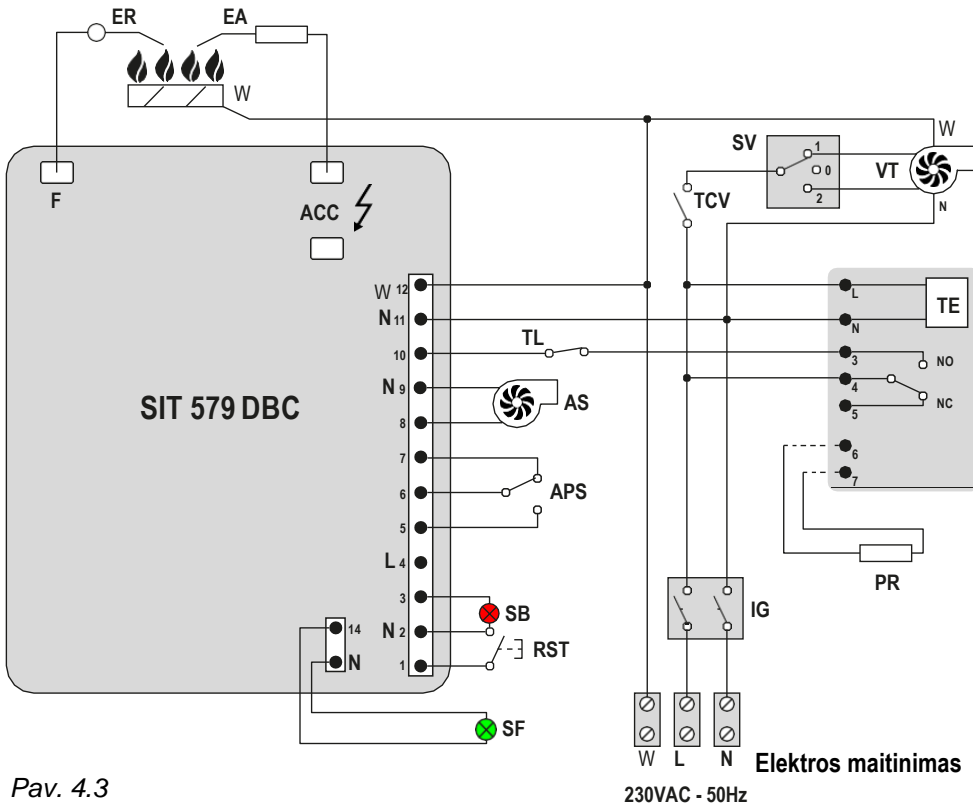 ER
EA
W
W
SV
1
0
2
VT
N
F
ACC
TCV
W 12
N 11
10
N 9
8
7
6
5
L 4
3
N 2
1
SIT 579 DBC
TL
AS
APS
SB
RST
14
N
SF
L
N
TE
3
NO
4
5
NC
6
7
PR
IG
W
L
N
Elektros maitinimas
230VAC - 50Hz
Pav. 4.3